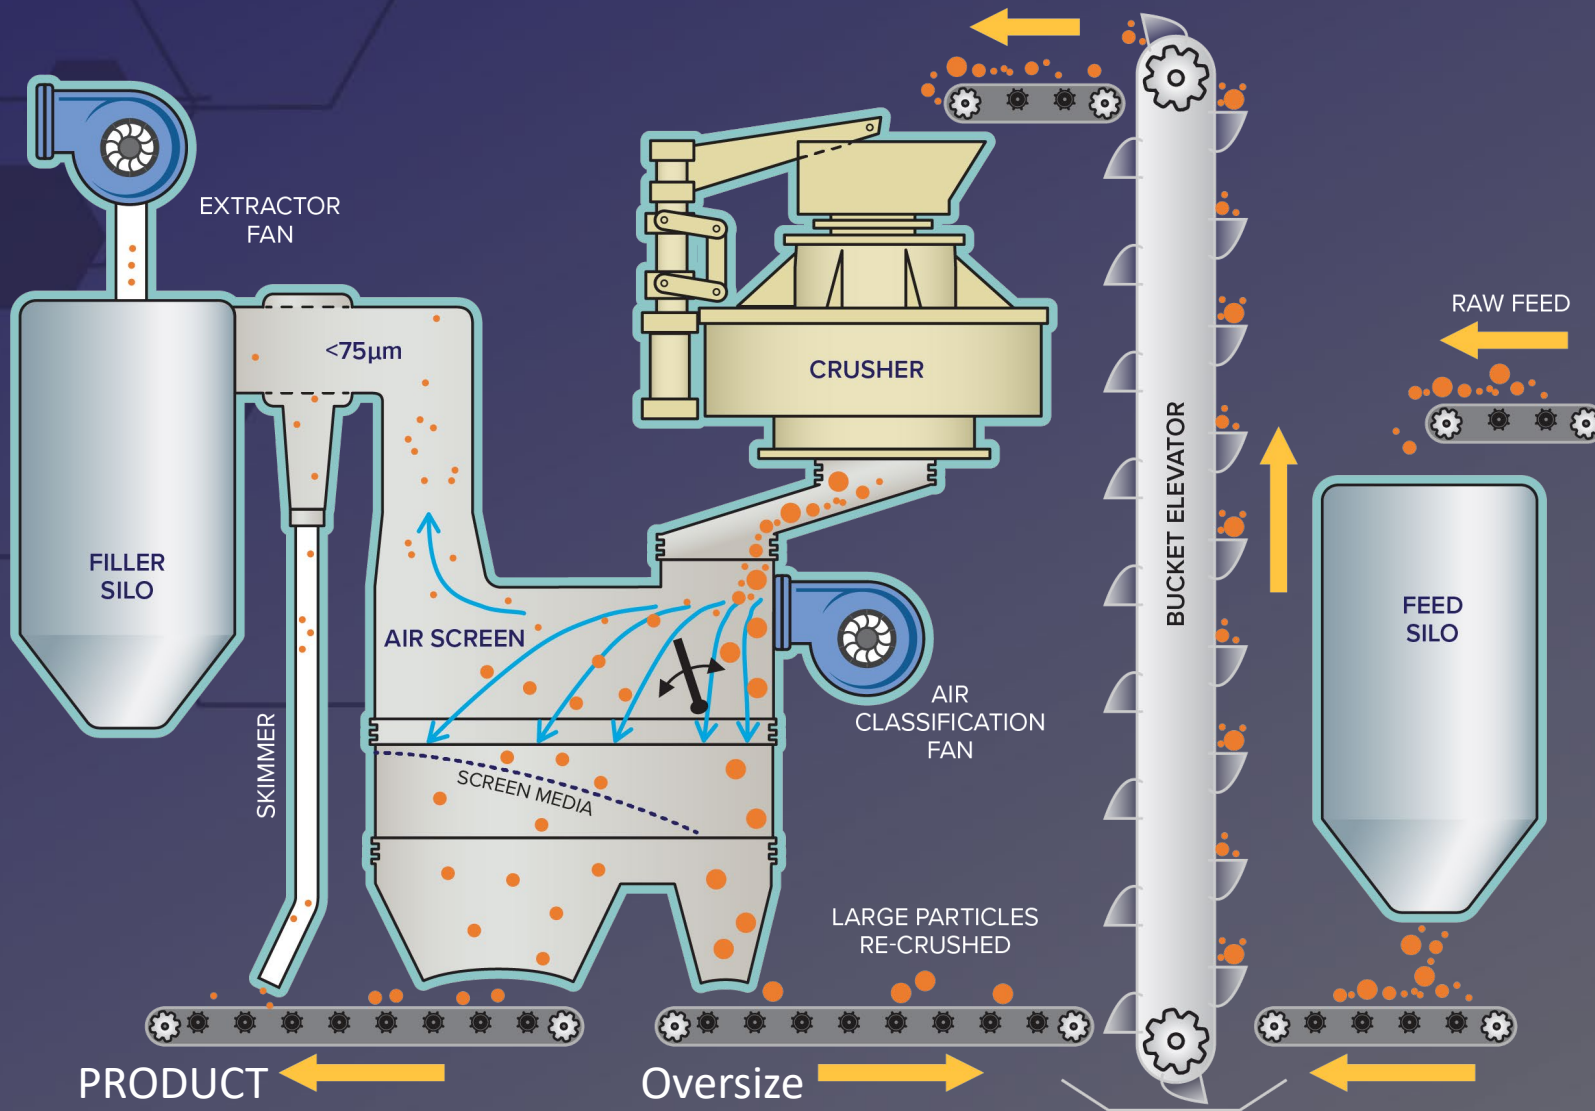 EXTRACTOR
FAN
<75µm
CRUSHER
RAW FEED
BUCKET ELEVATOR
FILLER
SILO
FEED
SILO
AIR SCREEN
AIR
CLASSIFICATION
FAN
SKIMMER
SCREEN MEDIA
LARGE PARTICLES
RE-CRUSHED
PRODUCT
Oversize